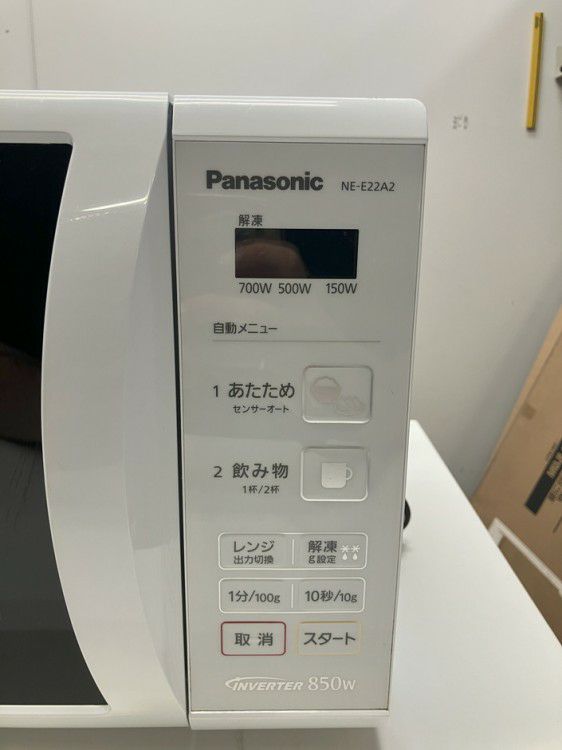 Panasonic NE-E22A2
解凍
700W 500W 150W
自動メニュー
1 あたため
センサーオート
2 飲み物
1杯/2杯
レンジ 解凍
出力切換 g設定
1分/100g 10秒/10g
取消 スタート
INVERTER 850W